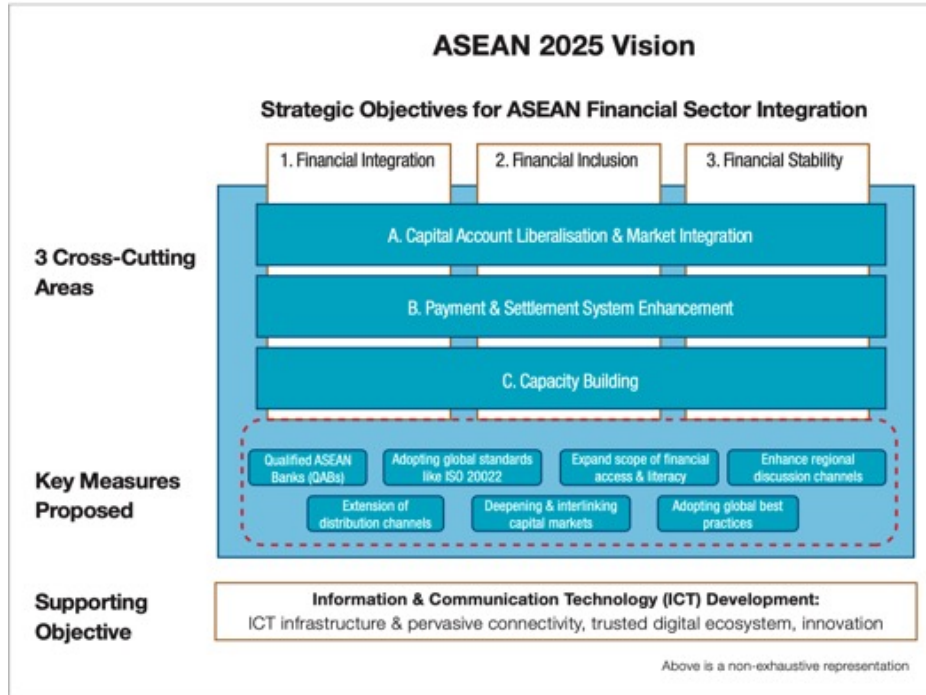 ASEAN 2025 Vision
Strategic Objectives for ASEAN Financial Sector Integration
1. Financial Integration
2. Financial Inclusion
3. Financial Stability
3 Cross-Cutting
Areas
A. Capital Account Liberalisation & Market Integration
B. Payment & Settlement System Enhancement
C. Capacity Building
Key Measures
Proposed
Qualified ASEAN
Banks (QABs)
Adopting global standards
like ISO 20022
Expand scope of financial
access & literacy
Enhance regional
discussion channels
Extension of
distribution channels
Deepening & interlinking
capital markets
Adopting global best
practices
Supporting
Objective
Information & Communication Technology (ICT) Development:
ICT infrastructure & pervasive connectivity, trusted digital ecosystem, innovation
Above is a non-exhaustive representation